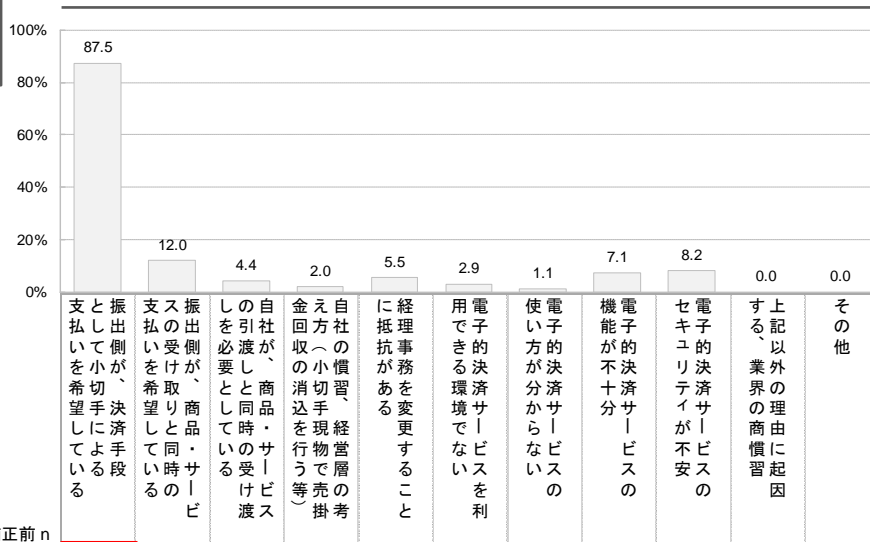 100%
80%
60%
40%
20%
0%
87.5
12.0
4.4
2.0
5.5
2.9
1.1
7.1
8.2
0.0
0.0
振出側が、決済手段
として小切手による
支払いを希望している
振出側が、商品・サービ
スの受け取りと同時の
支払いを希望している
自社が、商品・サービス
の引渡しと同時の受け渡
しを必要としている
自社の慣習、経営層の考
え方（小切手現物で売掛
金回収の消込を行う等）
経理事務を変更すること
に抵抗がある
電子的決済サービスを利
用できる環境でない
電子的決済サービスの
使い方が分からない
電子的決済サービスの
機能が不十分
電子的決済サービスの
セキュリティが不安
上記以外の理由に起因
する、業界の商慣習
その他
正前 n